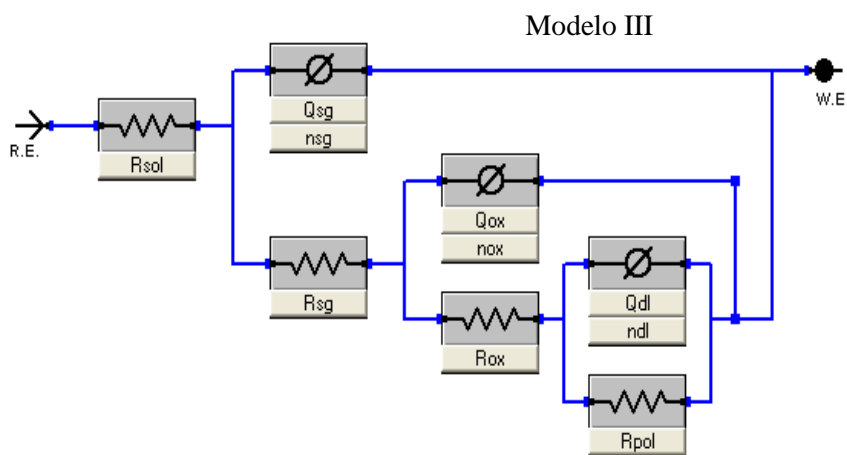 Modelo III
Qsg
nsg
R.E.
Rsol
W.E
Qox
nox
Rsg
Qdl
ndl
Rox
Rpol